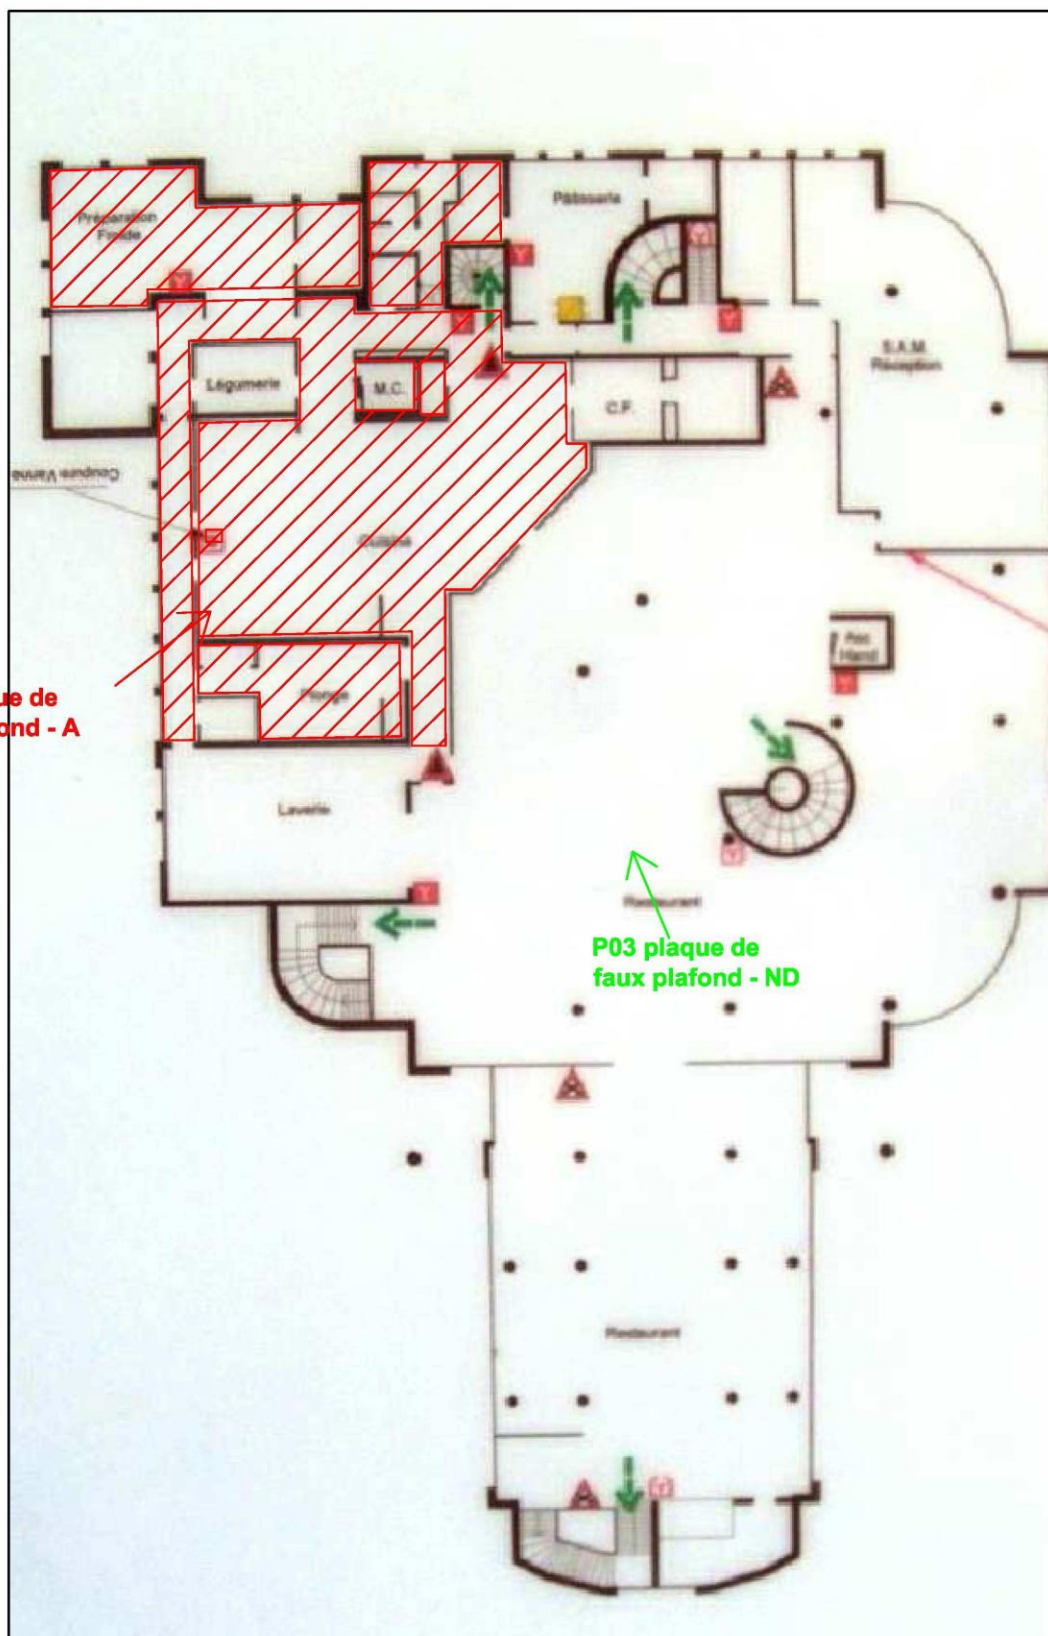 Pâtisserie
Préparation
Froide
S.A.M.
Réception
Légumerie
M.C.
C.F.
Coupure Vanne
Cuisine
Plonge
ue de
ond - A
Laverie
Restaurant
P03 plaque de
faux plafond - ND
Restaurant